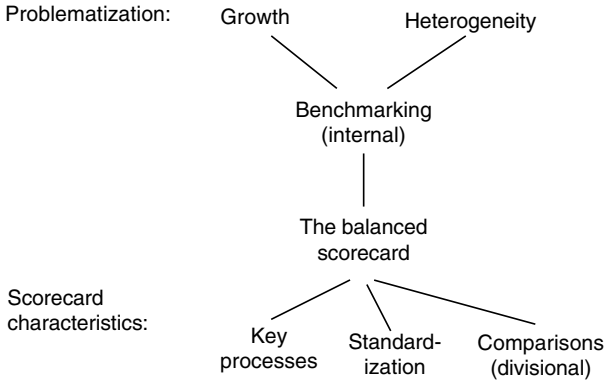 Problematization:
Growth
Heterogeneity
Benchmarking
(internal)
The balanced
scorecard
Scorecard
characteristics:
Key
processes
Standard-
ization
Comparisons
(divisional)